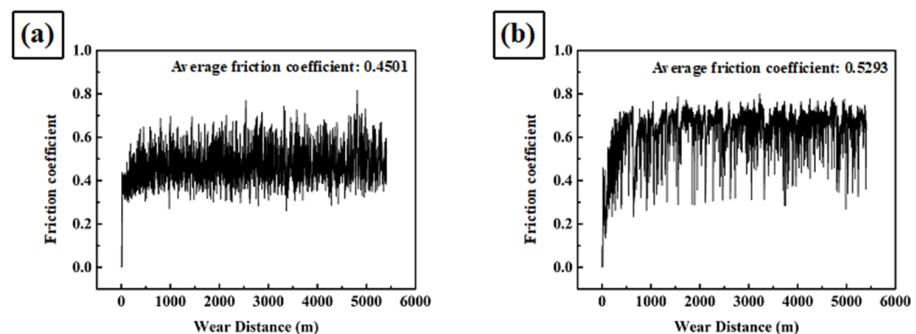 (a)
Average friction coefficient: 0.4501
Friction coefficient
1.0
0.8
0.6
0.4
0.2
0.0
0 1000 2000 3000 4000 5000 6000
Wear Distance (m)
(b)
Average friction coefficient: 0.5293
Friction coefficient
1.0
0.8
0.6
0.4
0.2
0.0
0 1000 2000 3000 4000 5000 6000
Wear Distance (m)